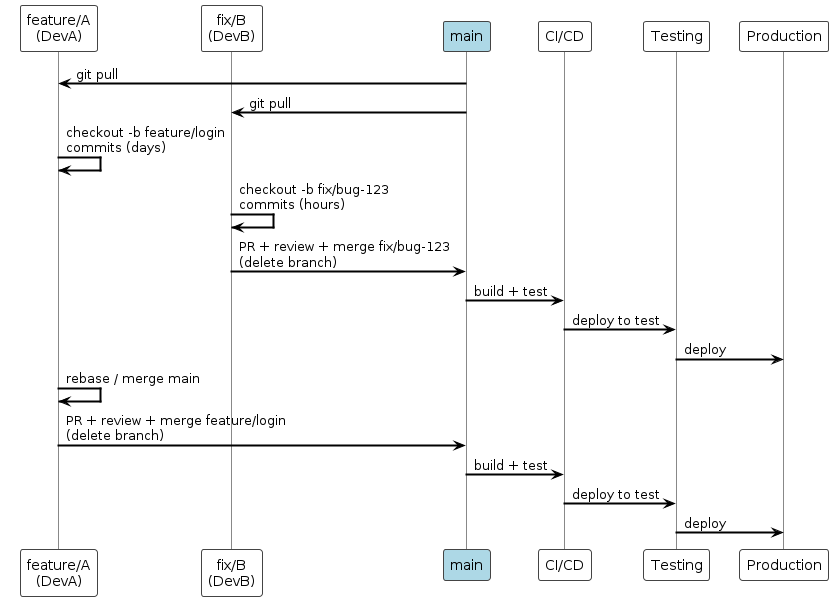 feature/A
(DevA)
fix/B
(DevB)
main
CI/CD
Testing
Production
git pull
git pull
checkout -b feature/login
commits (days)
checkout -b fix/bug-123
commits (hours)
PR + review + merge fix/bug-123
(delete branch)
build + test
deploy to test
deploy
rebase / merge main
PR + review + merge feature/login
(delete branch)
build + test
deploy to test
deploy
feature/A
(DevA)
fix/B
(DevB)
main
CI/CD
Testing
Production